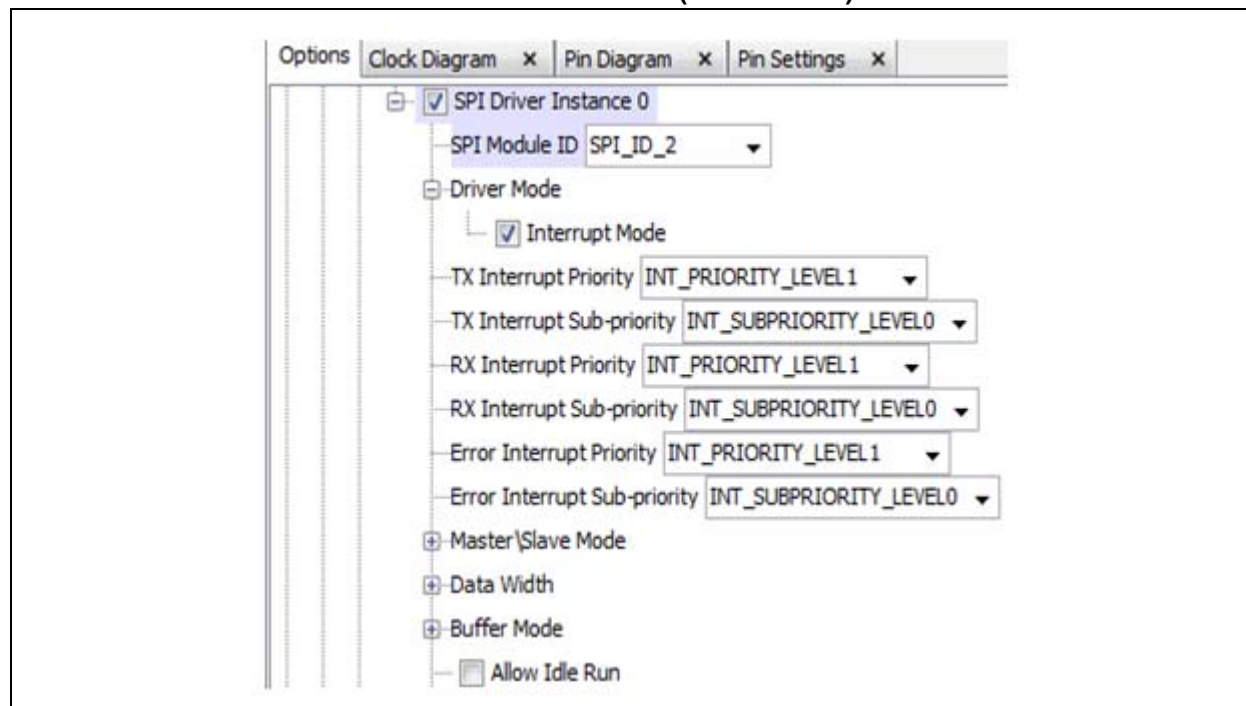 Options Clock Diagram x Pin Diagram x Pin Settings x
SPI Driver Instance 0
SPI Module ID SPI_ID_2
Driver Mode
Interrupt Mode
TX Interrupt Priority INT_PRIORITY_LEVEL1
TX Interrupt Sub-priority INT_SUBPRIORITY_LEVEL0
RX Interrupt Priority INT_PRIORITY_LEVEL1
RX Interrupt Sub-priority INT_SUBPRIORITY_LEVEL0
Error Interrupt Priority INT_PRIORITY_LEVEL1
Error Interrupt Sub-priority INT_SUBPRIORITY_LEVEL0
Master\Slave Mode
Data Width
Buffer Mode
Allow Idle Run